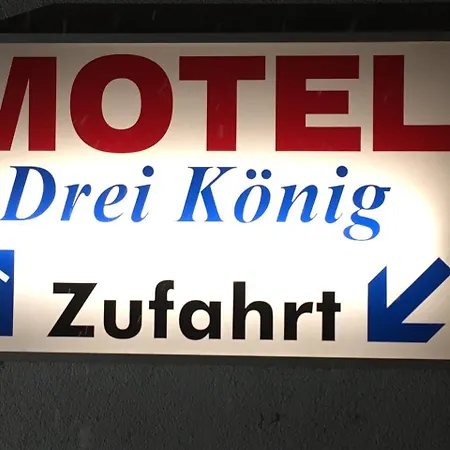 MOTEL
Drei König
Zufahrt